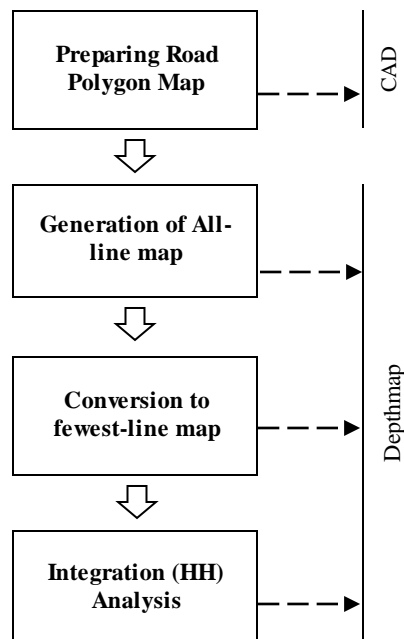 Preparing Road
Polygon Map
CAD
Generation of All-
line map
Conversion to
fewest-line map
Depthmap
Integration (HH)
Analysis